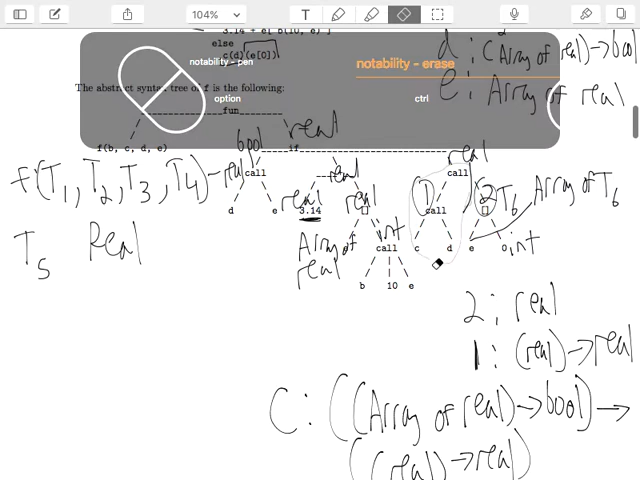 104%
3.14 + e[ b(10, e) ]
else
c(d)(e[0])
d : (Array of real)→bool
notability - pen
notability - erase
The abstract syntax tree of f is the following:
option
ctrl
e : Array of real
fun
f(b, c, d, e)
bool
if
real
real
f:(T1, T2, T3, T4)→real
call
real
call
d
e
real
3.14
real
[]
1
call
2
[]
T6
Array of T6
T5
Real
Array of real
int
call
c
d
e
0
int
b
10
e
2 : real
1 : (real)→real
C : ((Array of real)→bool)→
((real)→real)